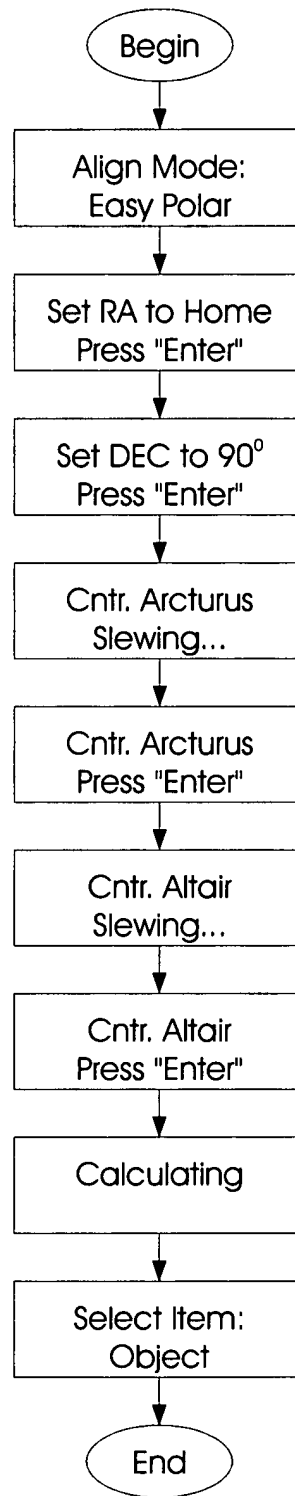 Begin
Align Mode:
Easy Polar
Set RA to Home
Press "Enter"
Set DEC to 90⁰
Press "Enter"
Cntr. Arcturus
Slewing...
Cntr. Arcturus
Press "Enter"
Cntr. Altair
Slewing...
Cntr. Altair
Press "Enter"
Calculating
Select Item:
Object
End